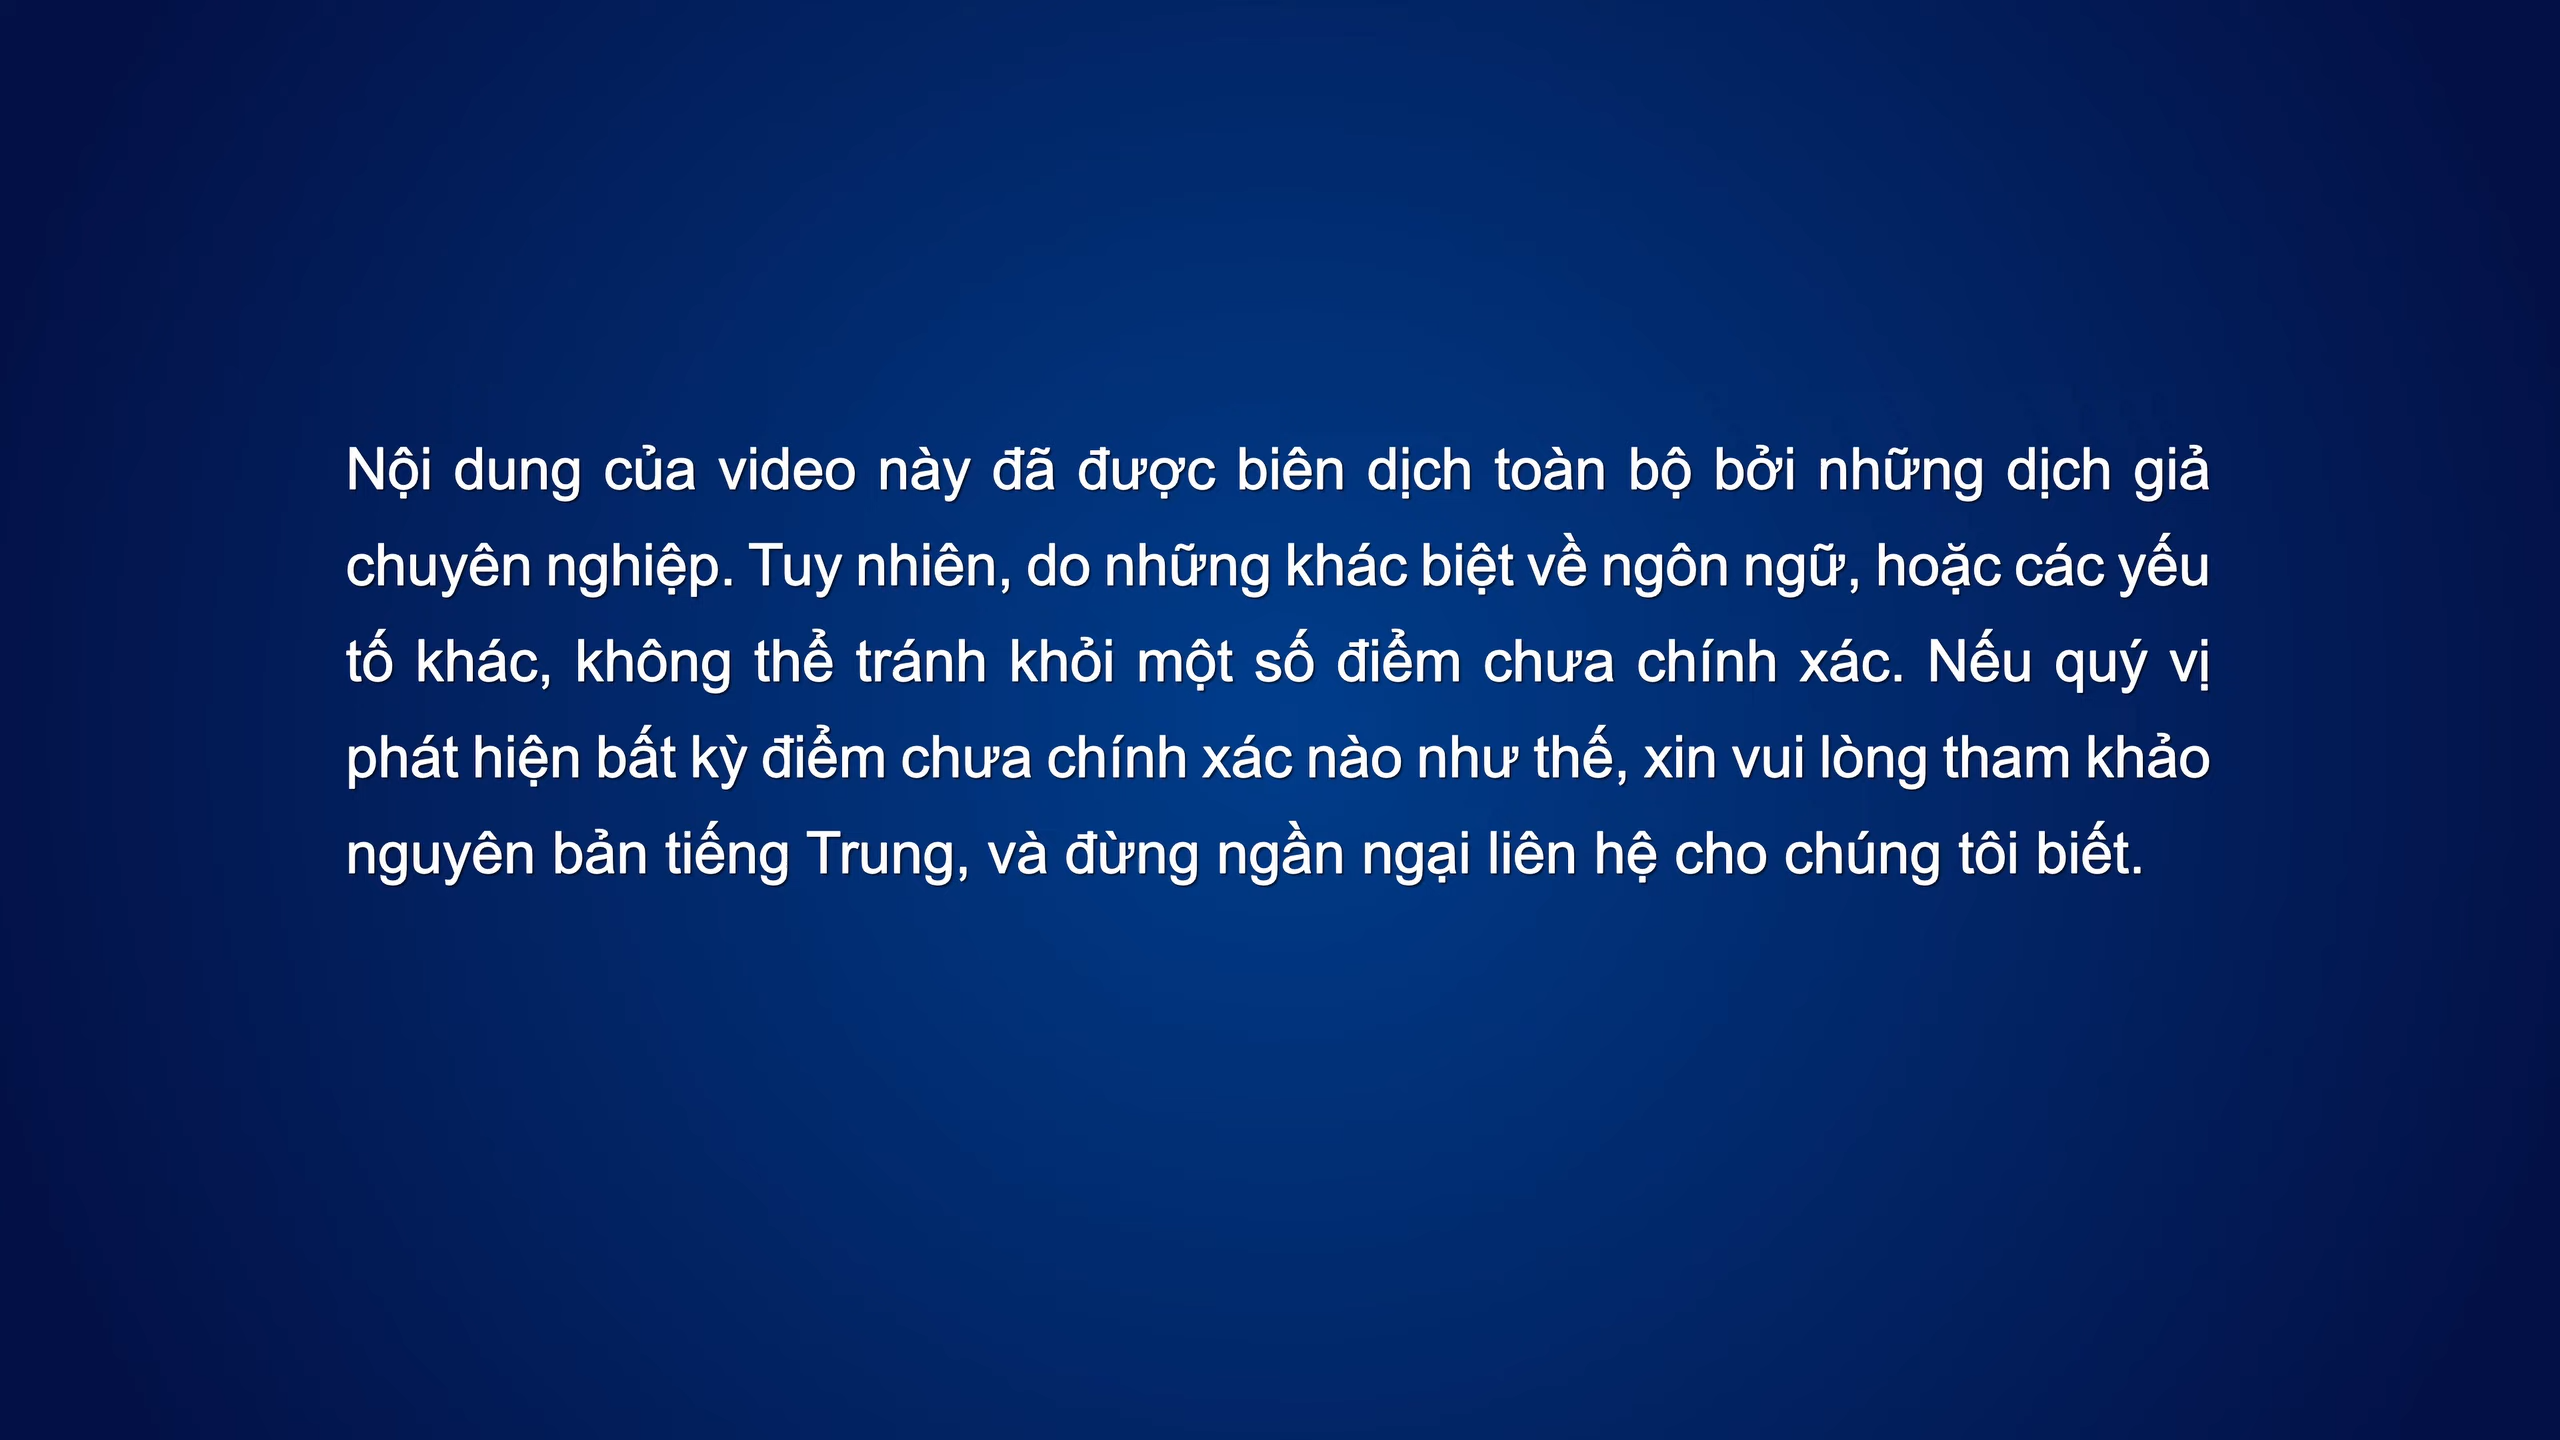 Nội dung của video này đã được biên dịch toàn bộ bởi những dịch giả
chuyên nghiệp. Tuy nhiên, do những khác biệt về ngôn ngữ, hoặc các yếu
tố khác, không thể tránh khỏi một số điểm chưa chính xác. Nếu quý vị
phát hiện bất kỳ điểm chưa chính xác nào như thế, xin vui lòng tham khảo
nguyên bản tiếng Trung, và đừng ngần ngại liên hệ cho chúng tôi biết.